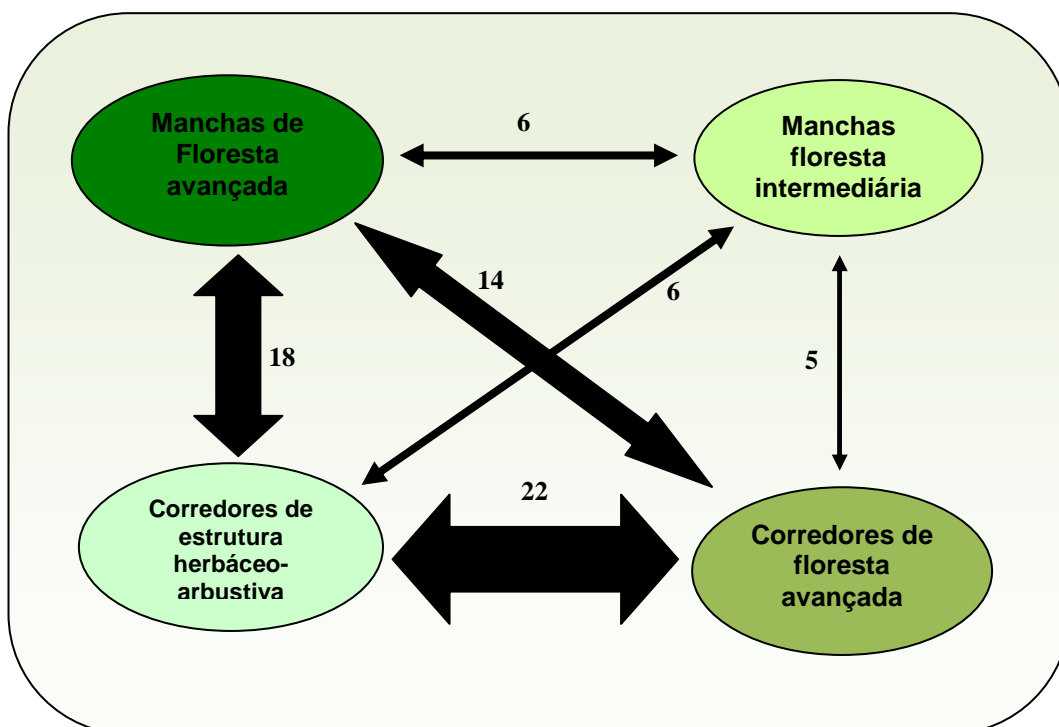 Manchas de
Floresta
avançada
6
Manchas
floresta
intermediária
14
6
18
5
22
Corredores de
estrutura
herbáceo-
arbustiva
Corredores de
floresta
avançada